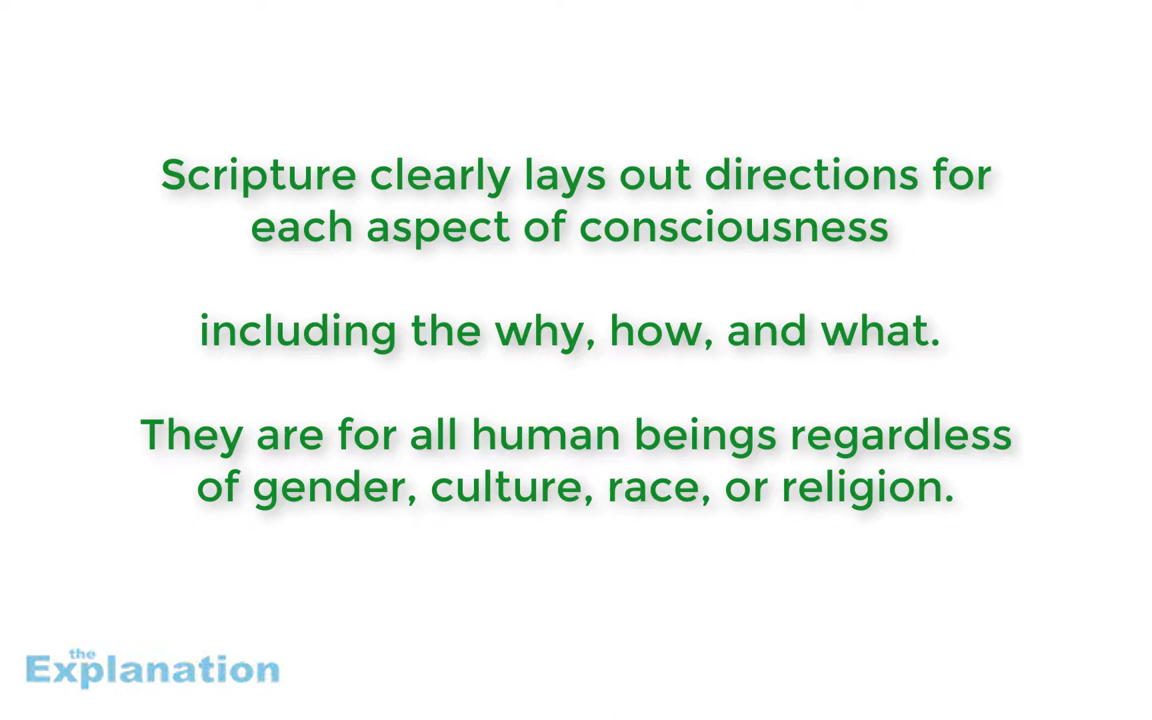 Scripture clearly lays out directions for
each aspect of consciousness
including the why, how, and what.
They are for all human beings regardless
of gender, culture, race, or religion.
the
Explanation